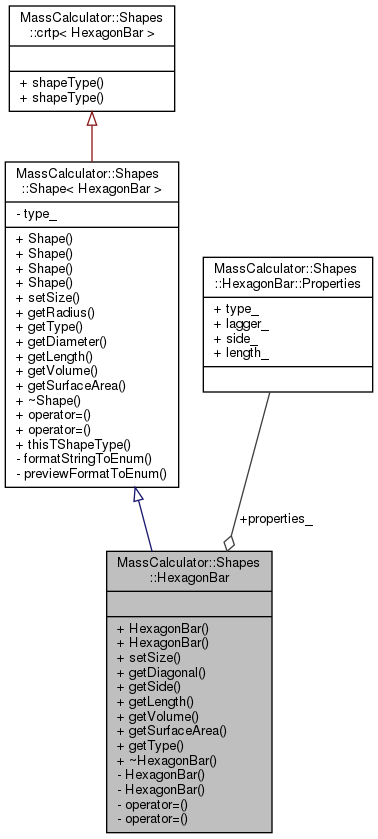 MassCalculator::Shapes
::crtp< HexagonBar >
+ shapeType()
+ shapeType()
MassCalculator::Shapes
::Shape< HexagonBar >
- type_
+ Shape()
+ Shape()
+ Shape()
+ Shape()
+ setSize()
+ getRadius()
+ getType()
+ getDiameter()
+ getLength()
+ getVolume()
+ getSurfaceArea()
+ ~Shape()
+ operator=()
+ operator=()
+ thisTShapeType()
- formatStringToEnum()
- previewFormatToEnum()
MassCalculator::Shapes
::HexagonBar::Properties
+ type_
+ lagger_
+ side_
+ length_
+properties_
MassCalculator::Shapes
::HexagonBar
+ HexagonBar()
+ HexagonBar()
+ setSize()
+ getDiagonal()
+ getSide()
+ getLength()
+ getVolume()
+ getSurfaceArea()
+ getType()
+ ~HexagonBar()
- HexagonBar()
- HexagonBar()
- operator=()
- operator=()